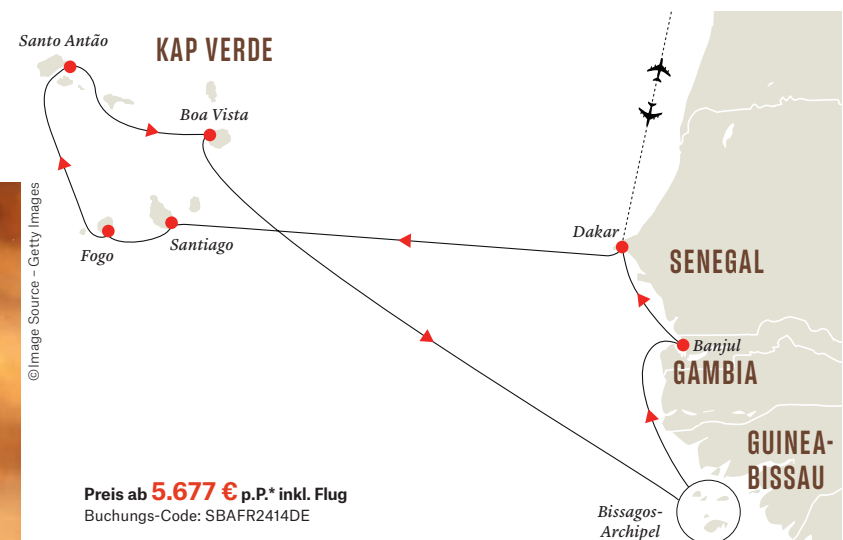 Santo Antão
KAP VERDE
Boa Vista
©Image Source – Getty Images
Fogo
Santiago
Dakar
SENEGAL
Banjul
GAMBIA
GUINEA-
BISSAU
Bissagos-
Archipel
Preis ab 5.677 € p.P.* inkl. Flug
Buchungs-Code: SBAFR2414DE